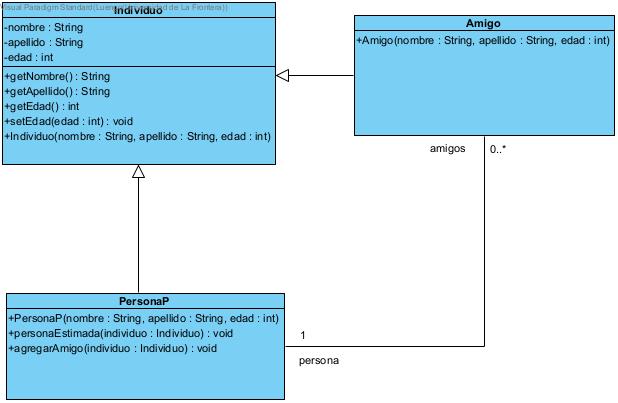 Visual Paradigm Standard(Luengo(Universidad de La Frontera))
Individuo
-nombre : String
-apellido : String
-edad : int
+getNombre() : String
+getApellido() : String
+getEdad() : int
+setEdad(edad : int) : void
+Individuo(nombre : String, apellido : String, edad : int)
Amigo
+Amigo(nombre : String, apellido : String, edad : int)
amigos
0..*
PersonaP
+PersonaP(nombre : String, apellido : String, edad : int)
+personaEstimada(individuo : Individuo) : void
+agregarAmigo(individuo : Individuo) : void
1
persona